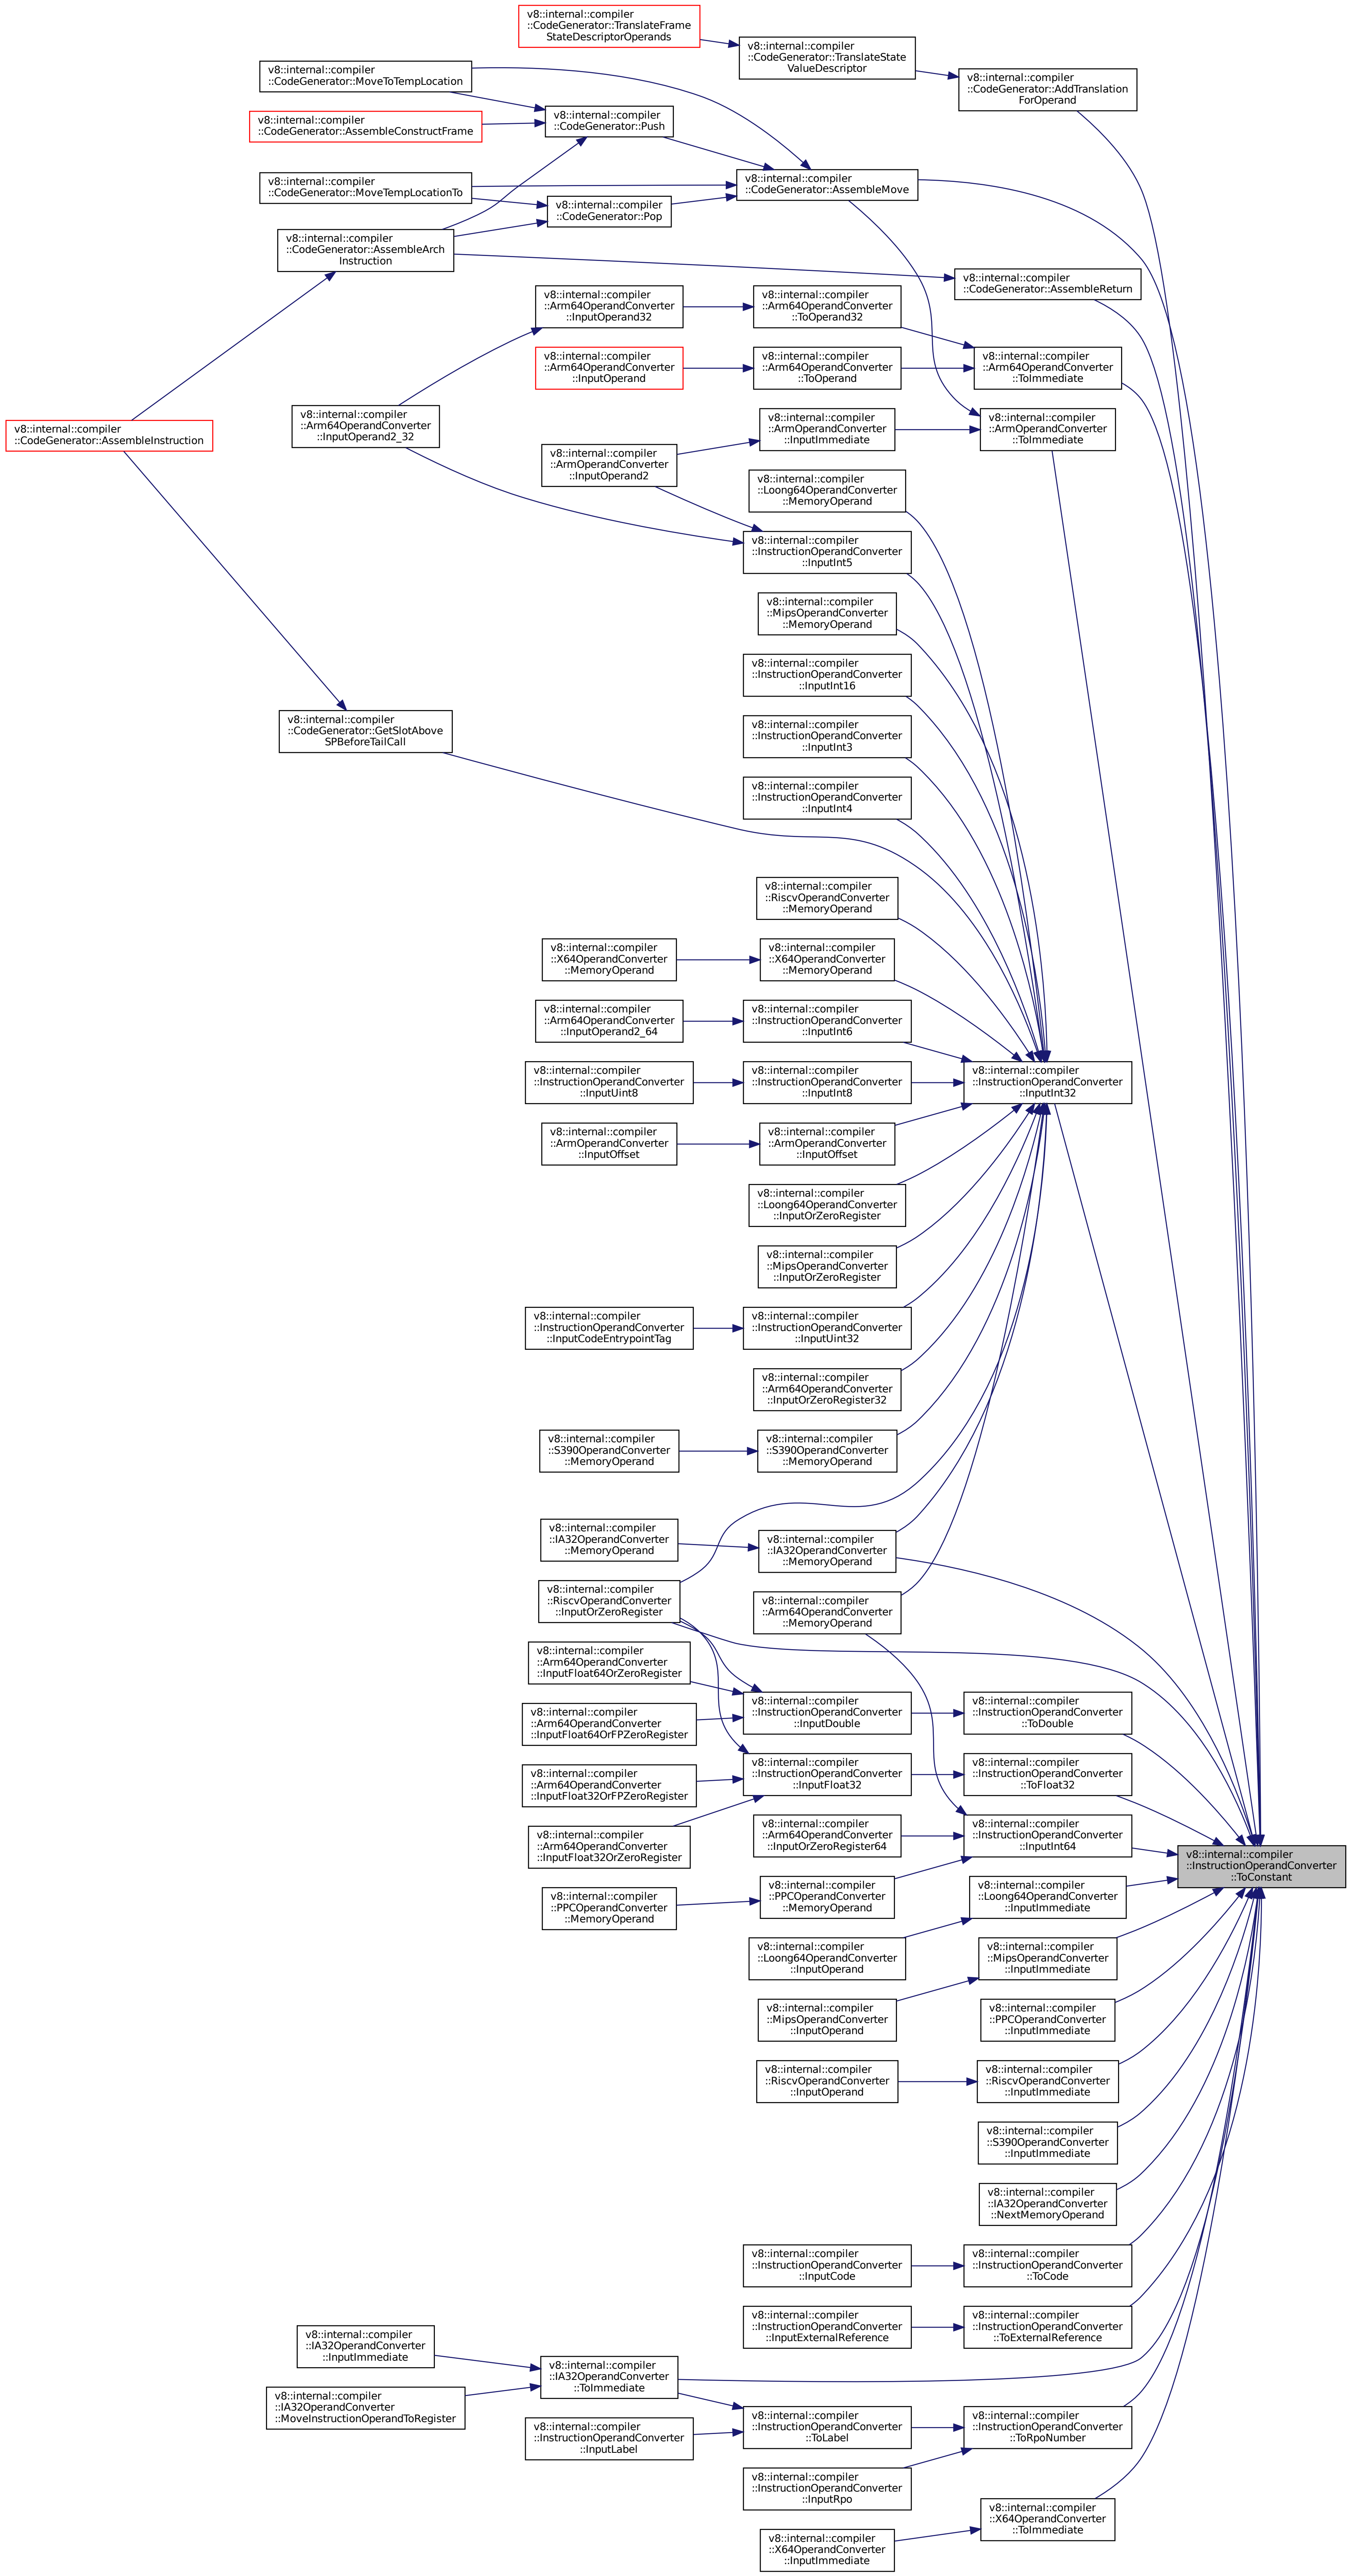 v8::internal::compiler
::CodeGenerator::TranslateFrame
StateDescriptorOperands
v8::internal::compiler
::CodeGenerator::TranslateState
ValueDescriptor
v8::internal::compiler
::CodeGenerator::AddTranslation
ForOperand
v8::internal::compiler
::CodeGenerator::MoveToTempLocation
v8::internal::compiler
::CodeGenerator::Push
v8::internal::compiler
::CodeGenerator::AssembleConstructFrame
v8::internal::compiler
::CodeGenerator::MoveTempLocationTo
v8::internal::compiler
::CodeGenerator::AssembleMove
v8::internal::compiler
::CodeGenerator::Pop
v8::internal::compiler
::CodeGenerator::AssembleArch
Instruction
v8::internal::compiler
::CodeGenerator::AssembleReturn
v8::internal::compiler
::Arm64OperandConverter
::InputOperand32
v8::internal::compiler
::Arm64OperandConverter
::ToOperand32
v8::internal::compiler
::Arm64OperandConverter
::InputOperand
v8::internal::compiler
::Arm64OperandConverter
::ToOperand
v8::internal::compiler
::Arm64OperandConverter
::ToImmediate
v8::internal::compiler
::CodeGenerator::AssembleInstruction
v8::internal::compiler
::Arm64OperandConverter
::InputOperand2_32
v8::internal::compiler
::ArmOperandConverter
::InputImmediate
v8::internal::compiler
::ArmOperandConverter
::ToImmediate
v8::internal::compiler
::ArmOperandConverter
::InputOperand2
v8::internal::compiler
::Loong64OperandConverter
::MemoryOperand
v8::internal::compiler
::InstructionOperandConverter
::InputInt5
v8::internal::compiler
::MipsOperandConverter
::MemoryOperand
v8::internal::compiler
::InstructionOperandConverter
::InputInt16
v8::internal::compiler
::CodeGenerator::GetSlotAbove
SPBeforeTailCall
v8::internal::compiler
::InstructionOperandConverter
::InputInt3
v8::internal::compiler
::InstructionOperandConverter
::InputInt4
v8::internal::compiler
::RiscvOperandConverter
::MemoryOperand
v8::internal::compiler
::X64OperandConverter
::MemoryOperand
v8::internal::compiler
::X64OperandConverter
::MemoryOperand
v8::internal::compiler
::Arm64OperandConverter
::InputOperand2_64
v8::internal::compiler
::InstructionOperandConverter
::InputInt6
v8::internal::compiler
::InstructionOperandConverter
::InputUint8
v8::internal::compiler
::InstructionOperandConverter
::InputInt8
v8::internal::compiler
::InstructionOperandConverter
::InputInt32
v8::internal::compiler
::ArmOperandConverter
::InputOffset
v8::internal::compiler
::ArmOperandConverter
::InputOffset
v8::internal::compiler
::Loong64OperandConverter
::InputOrZeroRegister
v8::internal::compiler
::MipsOperandConverter
::InputOrZeroRegister
v8::internal::compiler
::InstructionOperandConverter
::InputCodeEntrypointTag
v8::internal::compiler
::InstructionOperandConverter
::InputUint32
v8::internal::compiler
::Arm64OperandConverter
::InputOrZeroRegister32
v8::internal::compiler
::S390OperandConverter
::MemoryOperand
v8::internal::compiler
::S390OperandConverter
::MemoryOperand
v8::internal::compiler
::IA32OperandConverter
::MemoryOperand
v8::internal::compiler
::IA32OperandConverter
::MemoryOperand
v8::internal::compiler
::RiscvOperandConverter
::InputOrZeroRegister
v8::internal::compiler
::Arm64OperandConverter
::MemoryOperand
v8::internal::compiler
::Arm64OperandConverter
::InputFloat64OrZeroRegister
v8::internal::compiler
::Arm64OperandConverter
::InputFloat64OrFPZeroRegister
v8::internal::compiler
::InstructionOperandConverter
::InputDouble
v8::internal::compiler
::InstructionOperandConverter
::ToDouble
v8::internal::compiler
::Arm64OperandConverter
::InputFloat32OrFPZeroRegister
v8::internal::compiler
::InstructionOperandConverter
::InputFloat32
v8::internal::compiler
::InstructionOperandConverter
::ToFloat32
v8::internal::compiler
::Arm64OperandConverter
::InputFloat32OrZeroRegister
v8::internal::compiler
::Arm64OperandConverter
::InputOrZeroRegister64
v8::internal::compiler
::InstructionOperandConverter
::InputInt64
v8::internal::compiler
::InstructionOperandConverter
::ToConstant
v8::internal::compiler
::PPCOperandConverter
::MemoryOperand
v8::internal::compiler
::PPCOperandConverter
::MemoryOperand
v8::internal::compiler
::Loong64OperandConverter
::InputImmediate
v8::internal::compiler
::Loong64OperandConverter
::InputOperand
v8::internal::compiler
::MipsOperandConverter
::InputImmediate
v8::internal::compiler
::MipsOperandConverter
::InputOperand
v8::internal::compiler
::PPCOperandConverter
::InputImmediate
v8::internal::compiler
::RiscvOperandConverter
::InputOperand
v8::internal::compiler
::RiscvOperandConverter
::InputImmediate
v8::internal::compiler
::S390OperandConverter
::InputImmediate
v8::internal::compiler
::IA32OperandConverter
::NextMemoryOperand
v8::internal::compiler
::InstructionOperandConverter
::InputCode
v8::internal::compiler
::InstructionOperandConverter
::ToCode
v8::internal::compiler
::InstructionOperandConverter
::InputExternalReference
v8::internal::compiler
::InstructionOperandConverter
::ToExternalReference
v8::internal::compiler
::IA32OperandConverter
::InputImmediate
v8::internal::compiler
::IA32OperandConverter
::ToImmediate
v8::internal::compiler
::IA32OperandConverter
::MoveInstructionOperandToRegister
v8::internal::compiler
::InstructionOperandConverter
::InputLabel
v8::internal::compiler
::InstructionOperandConverter
::ToLabel
v8::internal::compiler
::InstructionOperandConverter
::ToRpoNumber
v8::internal::compiler
::InstructionOperandConverter
::InputRpo
v8::internal::compiler
::X64OperandConverter
::ToImmediate
v8::internal::compiler
::X64OperandConverter
::InputImmediate